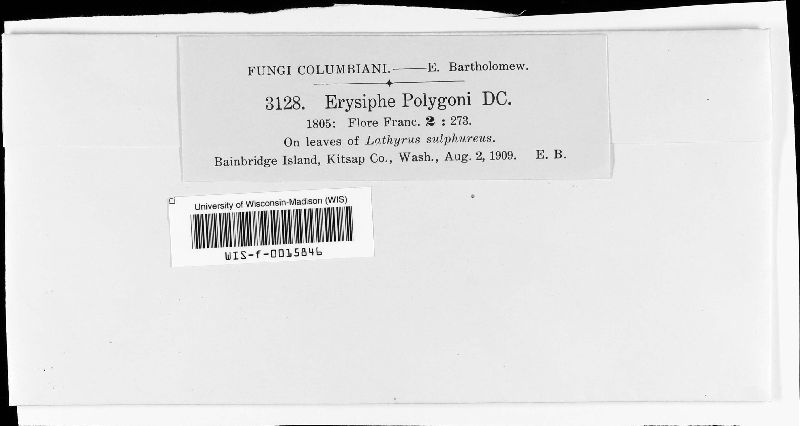 FUNGI COLUMBIANI.——E. Bartholomew.
3128. Erysiphe Polygoni DC.
1805: Flore Franc. 2 : 273.
On leaves of Lathyrus sulphureus.
Bainbridge Island, Kitsap Co., Wash., Aug. 2, 1909. E. B.
University of Wisconsin-Madison (WIS)
WIS-f-0015846